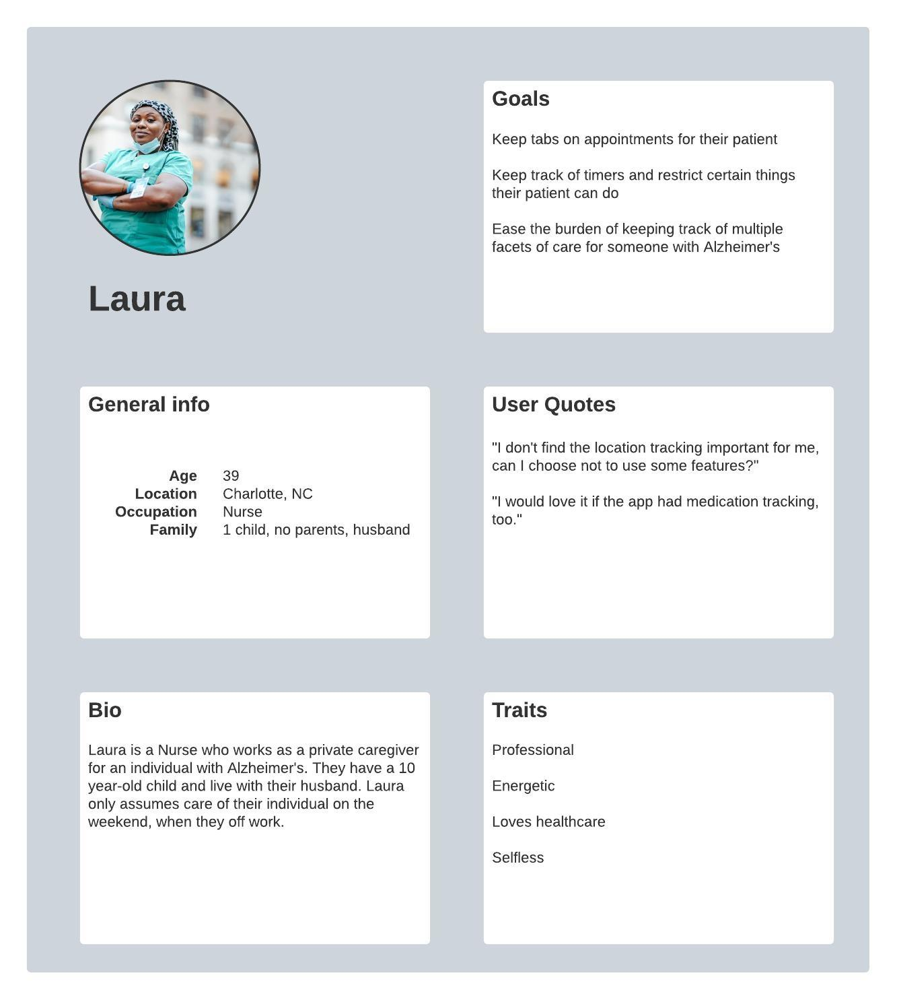 Laura
Goals
Keep tabs on appointments for their patient
Keep track of timers and restrict certain things
their patient can do
Ease the burden of keeping track of multiple
facets of care for someone with Alzheimer's
General info
Age 39
Location Charlotte, NC
Occupation Nurse
Family 1 child, no parents, husband
User Quotes
"I don't find the location tracking important for me,
can I choose not to use some features?"
"I would love it if the app had medication tracking,
too."
Bio
Laura is a Nurse who works as a private caregiver
for an individual with Alzheimer's. They have a 10
year-old child and live with their husband. Laura
only assumes care of their individual on the
weekend, when they off work.
Traits
Professional
Energetic
Loves healthcare
Selfless